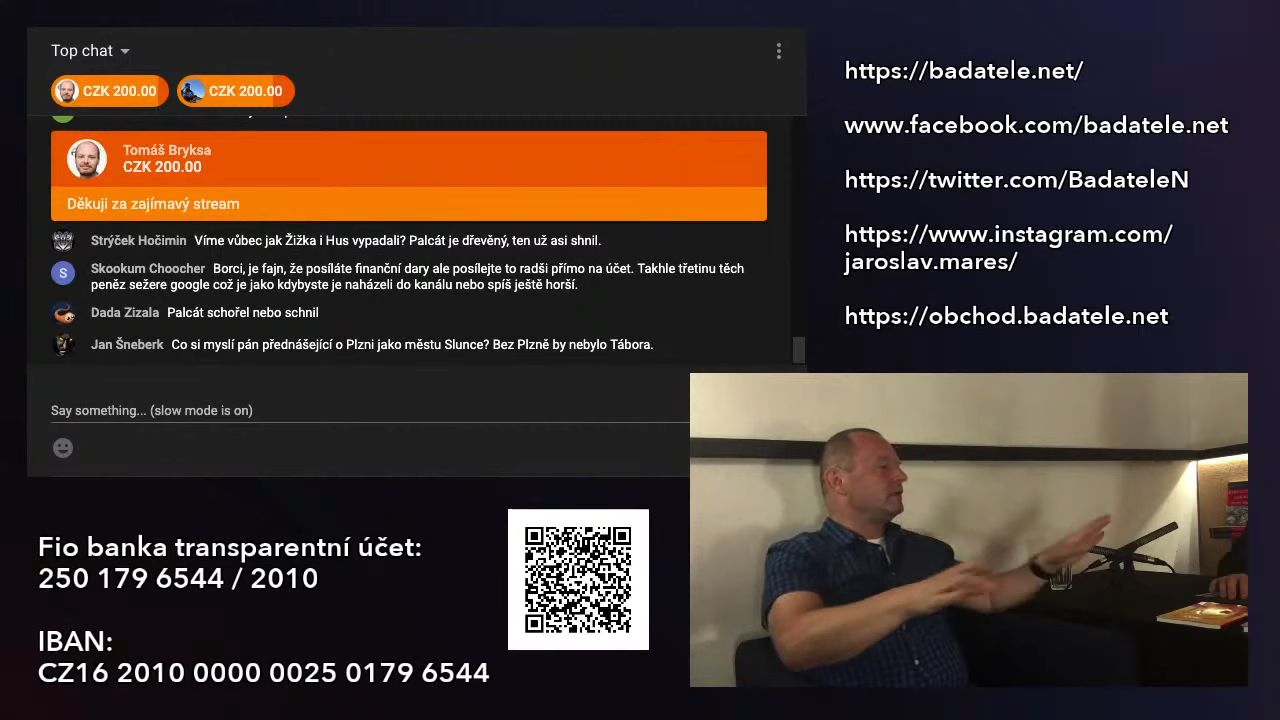 Top chat
CZK 200.00
CZK 200.00
Tomáš Bryksa
CZK 200.00
Děkuji za zajímavý stream
Strýček Hočimin Víme vůbec jak Žižka i Hus vypadali? Palcát je dřevěný, ten už asi shnil.
Skookum Choocher Borci, je fajn, že posíláte finanční dary ale posílejte to radši přímo na účet. Takhle třetinu těch
peněz sežere google což je jako kdybyste je naházeli do kanálu nebo spíš ještě horší.
S
Dada Zizala Palcát schořel nebo schnil
Jan Šneberk Co si myslí pán přednášející o Plzni jako městu Slunce? Bez Plzně by nebylo Tábora.
Say something... (slow mode is on)
https://badatele.net/
www.facebook.com/badatele.net
https://twitter.com/BadateleN
https://www.instagram.com/
jaroslav.mares/
https://obchod.badatele.net
Fio banka transparentní účet:
250 179 6544 / 2010
IBAN:
CZ16 2010 0000 0025 0179 6544